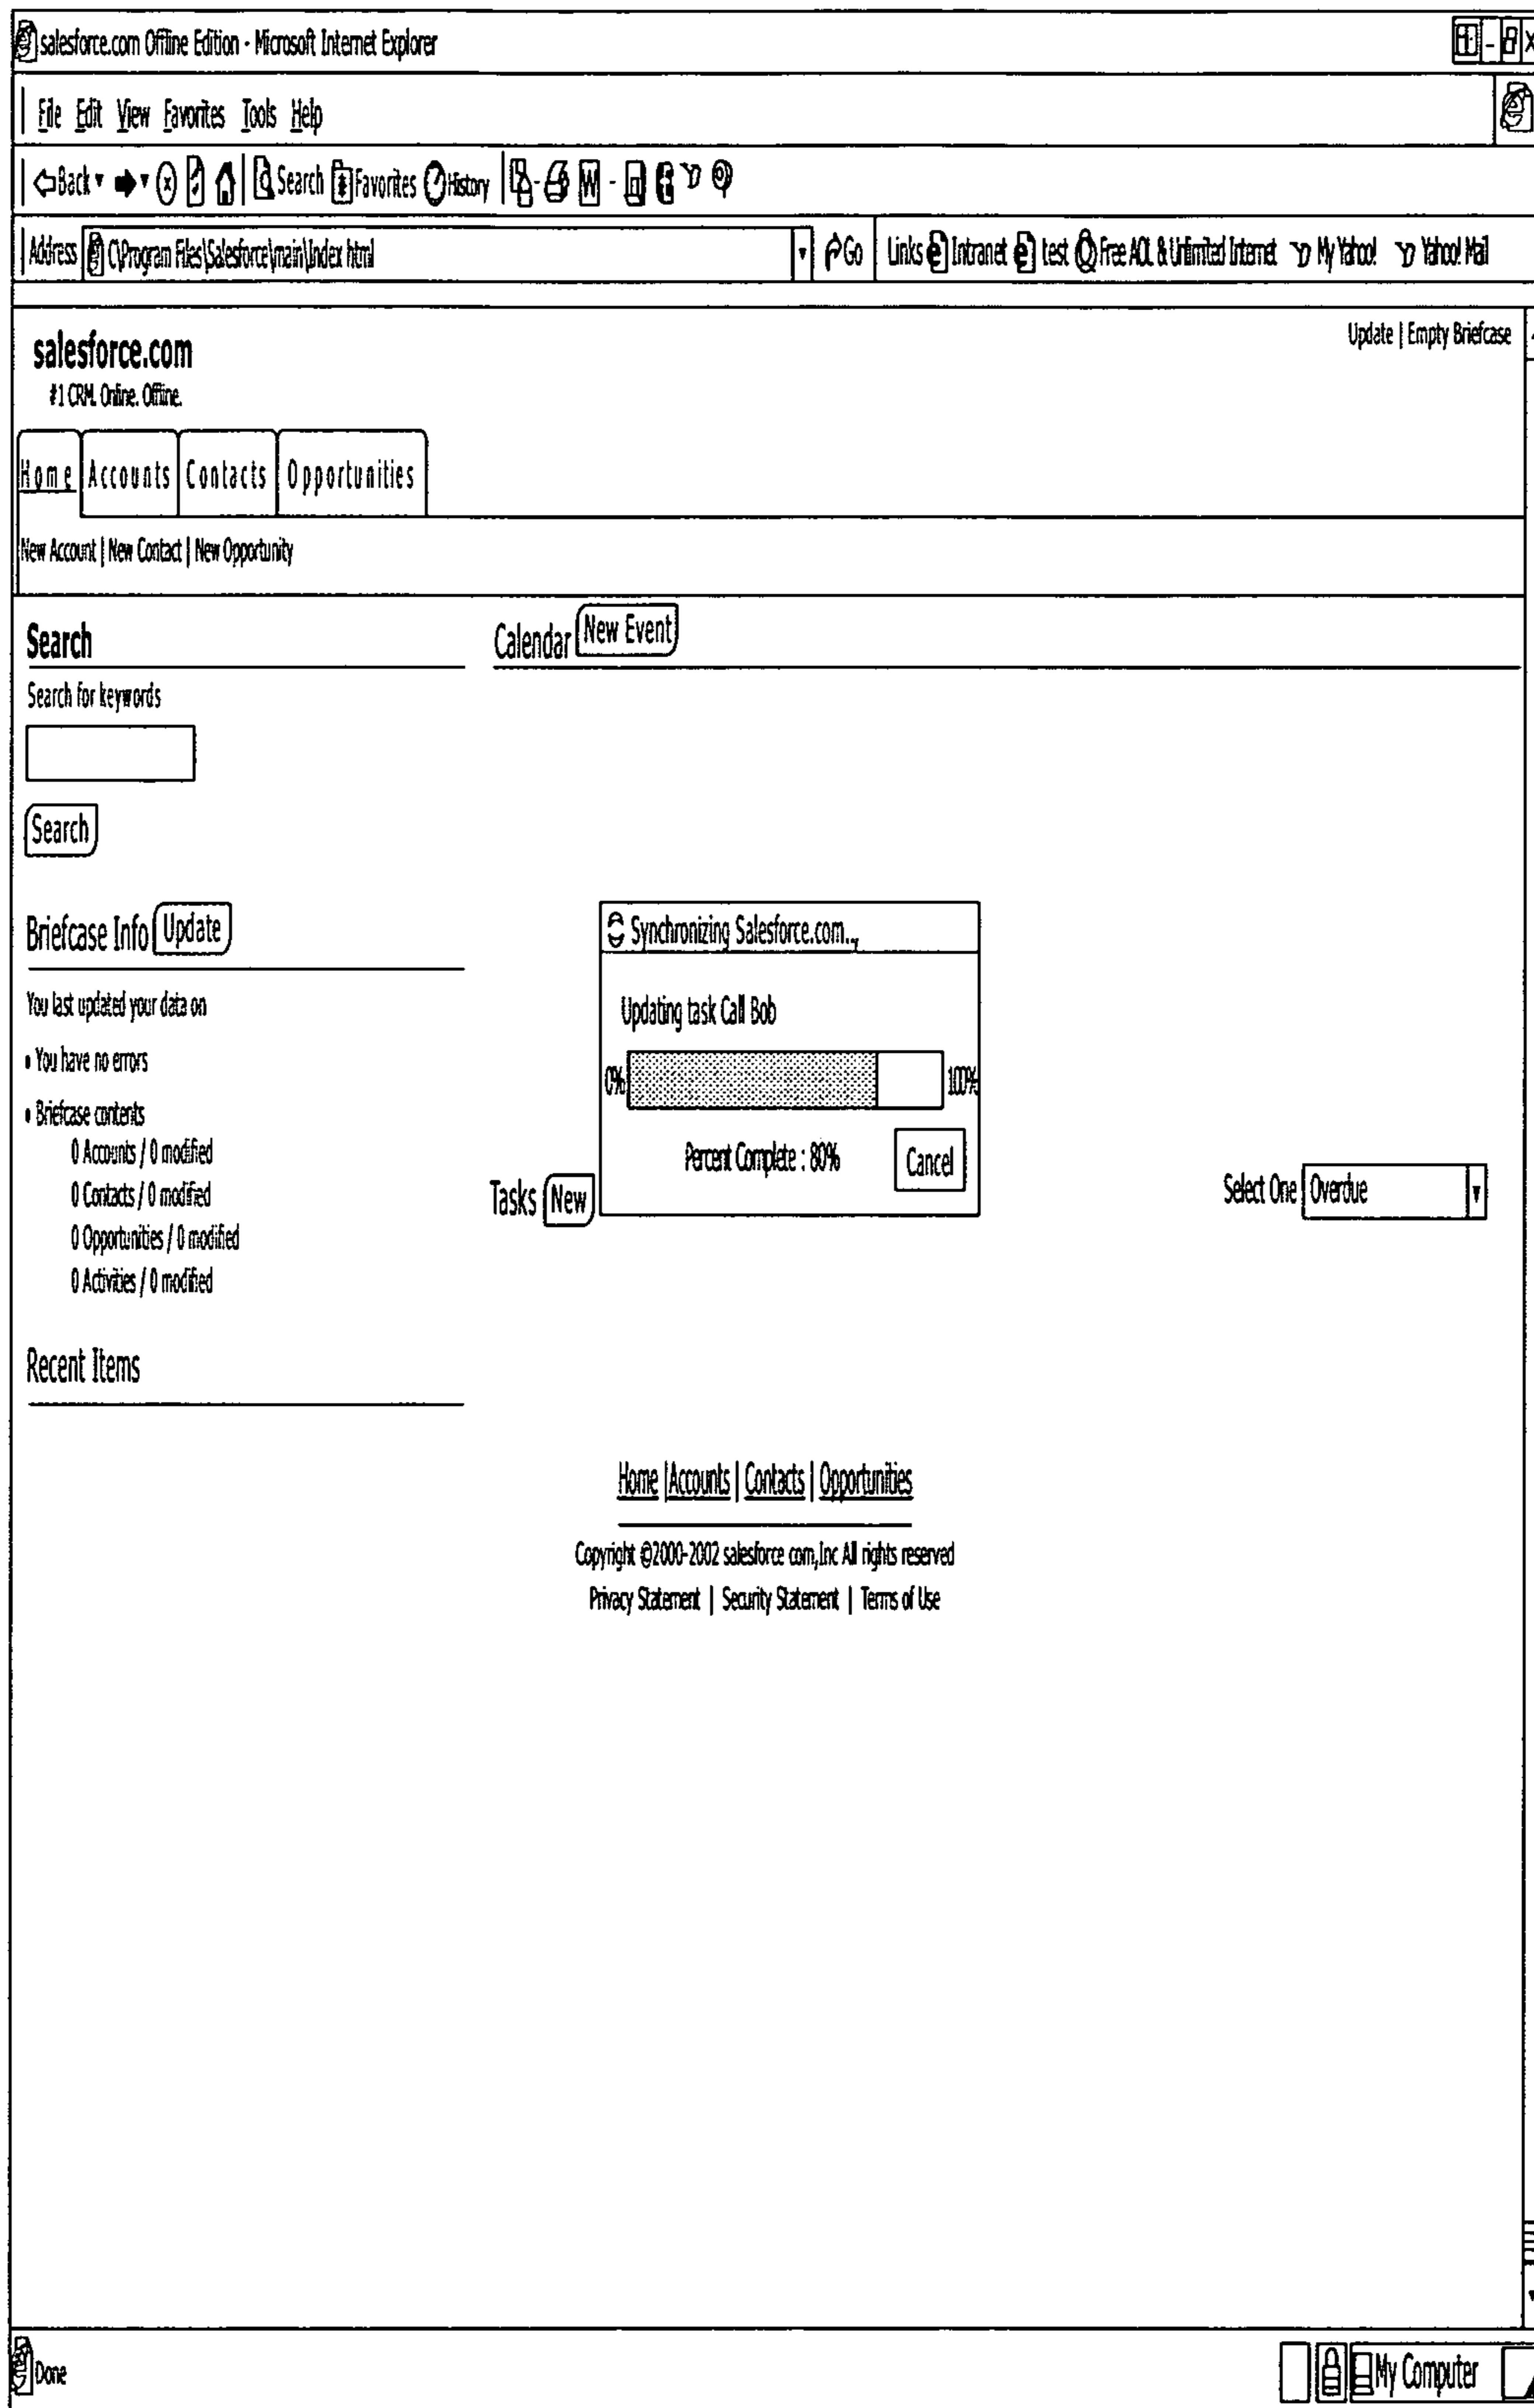 salesforce.com Offline Edition - Microsoft Internet Explorer
File Edit View Favorites Tools Help
Back Search Favorites History W
Address C:\Program Files\Salesforce\main\Index html Go Links Intranet test Free AOL & Unlimited Internet My Yahoo! Yahoo! Mail
Update | Empty Briefcase
salesforce.com
#1 CRM. Online. Offline.
Home Accounts Contacts Opportunities
New Account | New Contact | New Opportunity
Search
Search for keywords
Search
Calendar New Event
Briefcase Info Update
You last updated your data on
• You have no errors
• Briefcase contents
0 Accounts / 0 modified
0 Contacts / 0 modified
0 Opportunities / 0 modified
0 Activities / 0 modified
Recent Items
Synchronizing Salesforce.com...
Updating task Call Bob
0% 100%
Percent Complete : 80% Cancel
Tasks New
Select One Overdue
Home | Accounts | Contacts | Opportunities
Copyright ©2000-2002 salesforce com,Inc All rights reserved
Privacy Statement | Security Statement | Terms of Use
Done My Computer